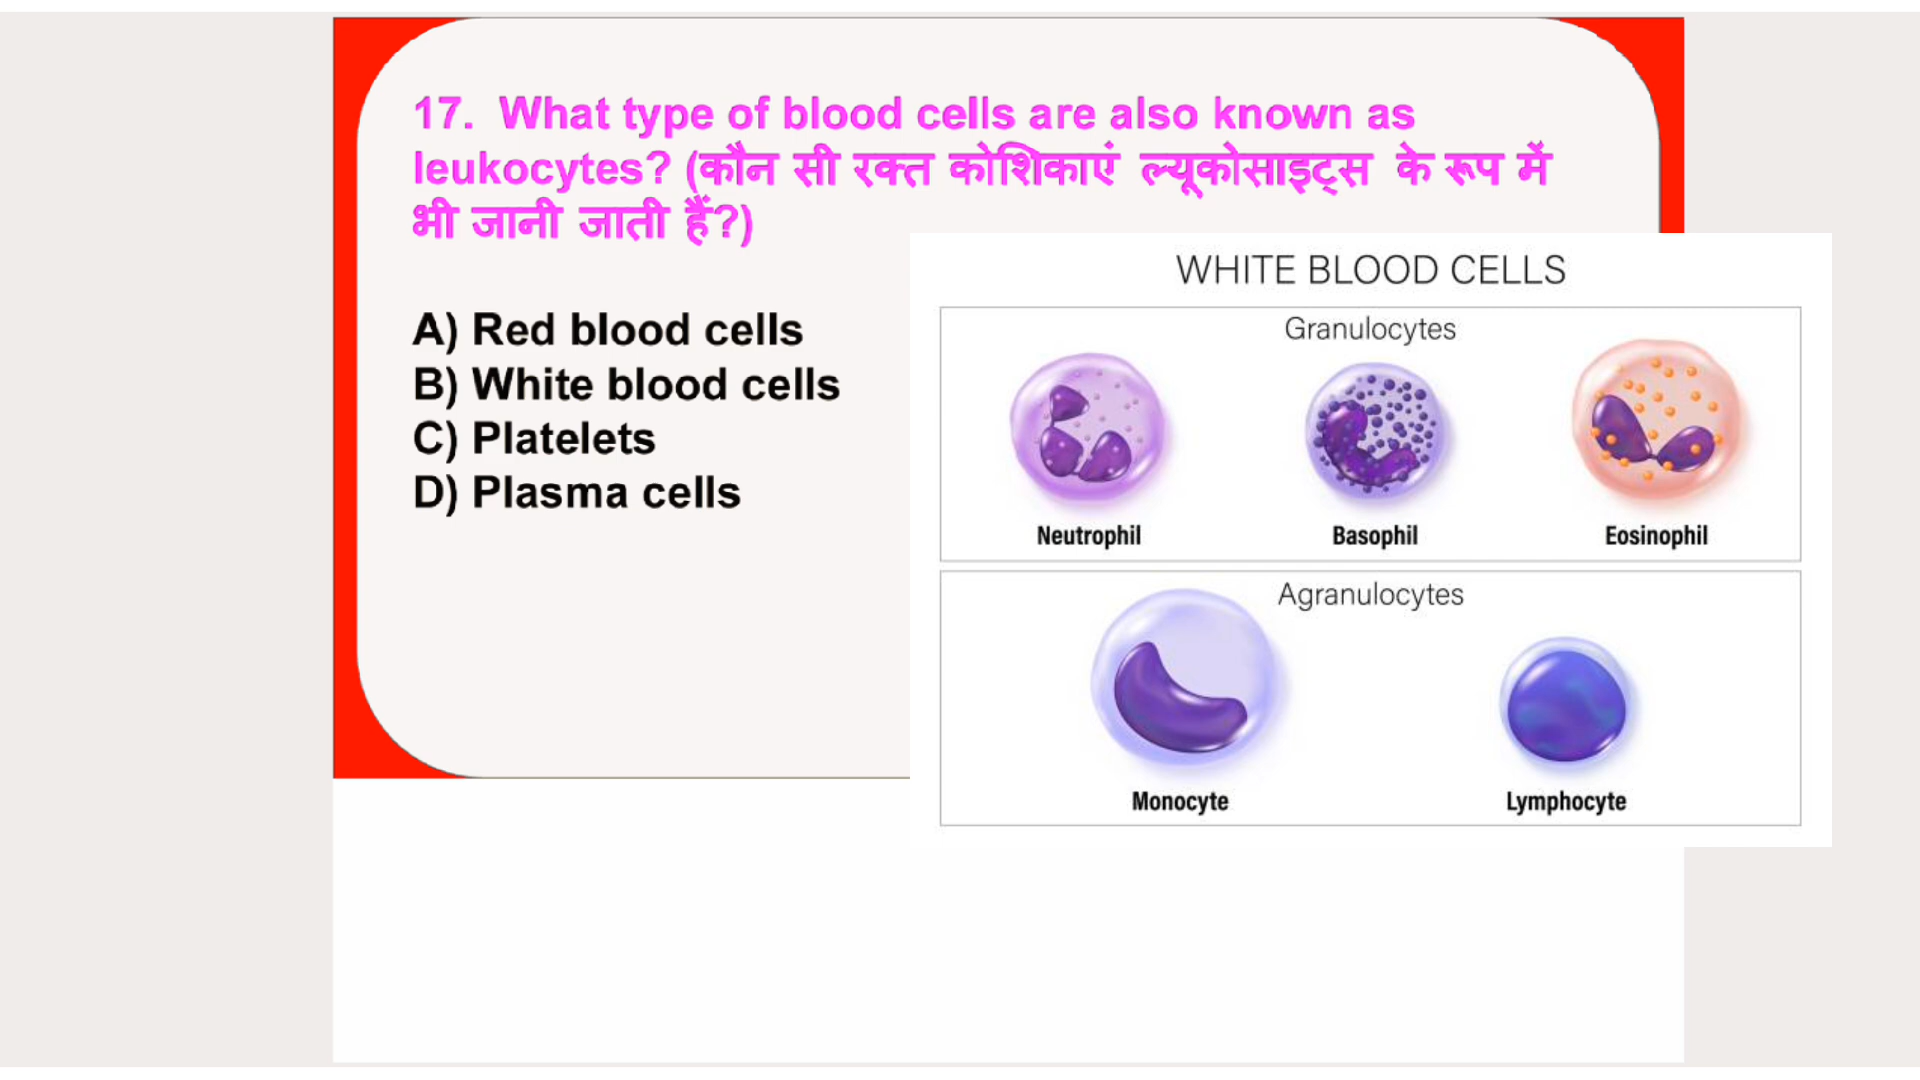 17. What type of blood cells are also known as
leukocytes? (कौन सी रक्त कोशिकाएं ल्यूकोसाइट्स के रूप में
भी जानी जाती हैं?)
A) Red blood cells
B) White blood cells
C) Platelets
D) Plasma cells
WHITE BLOOD CELLS
Granulocytes
Neutrophil
Basophil
Eosinophil
Agranulocytes
Monocyte
Lymphocyte